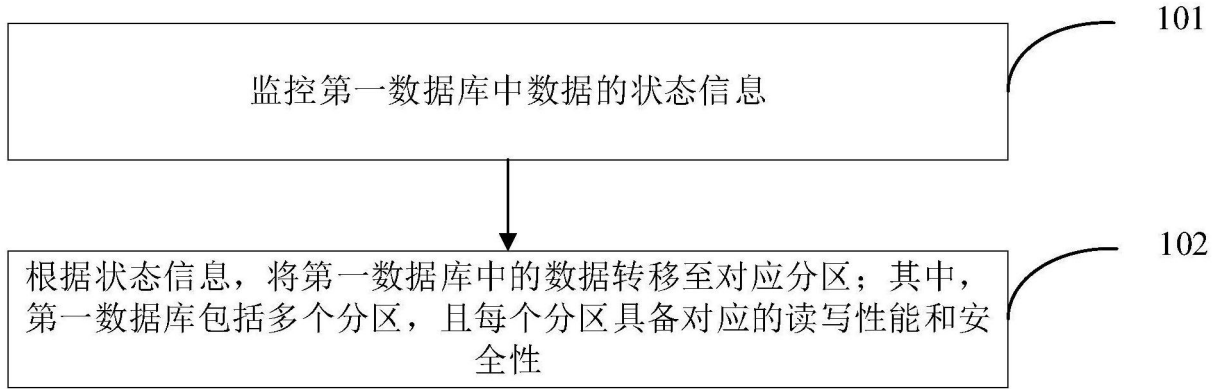 101
监控第一数据库中数据的状态信息
102
根据状态信息，将第一数据库中的数据转移至对应分区；其中，
第一数据库包括多个分区，且每个分区具备对应的读写性能和安
全性